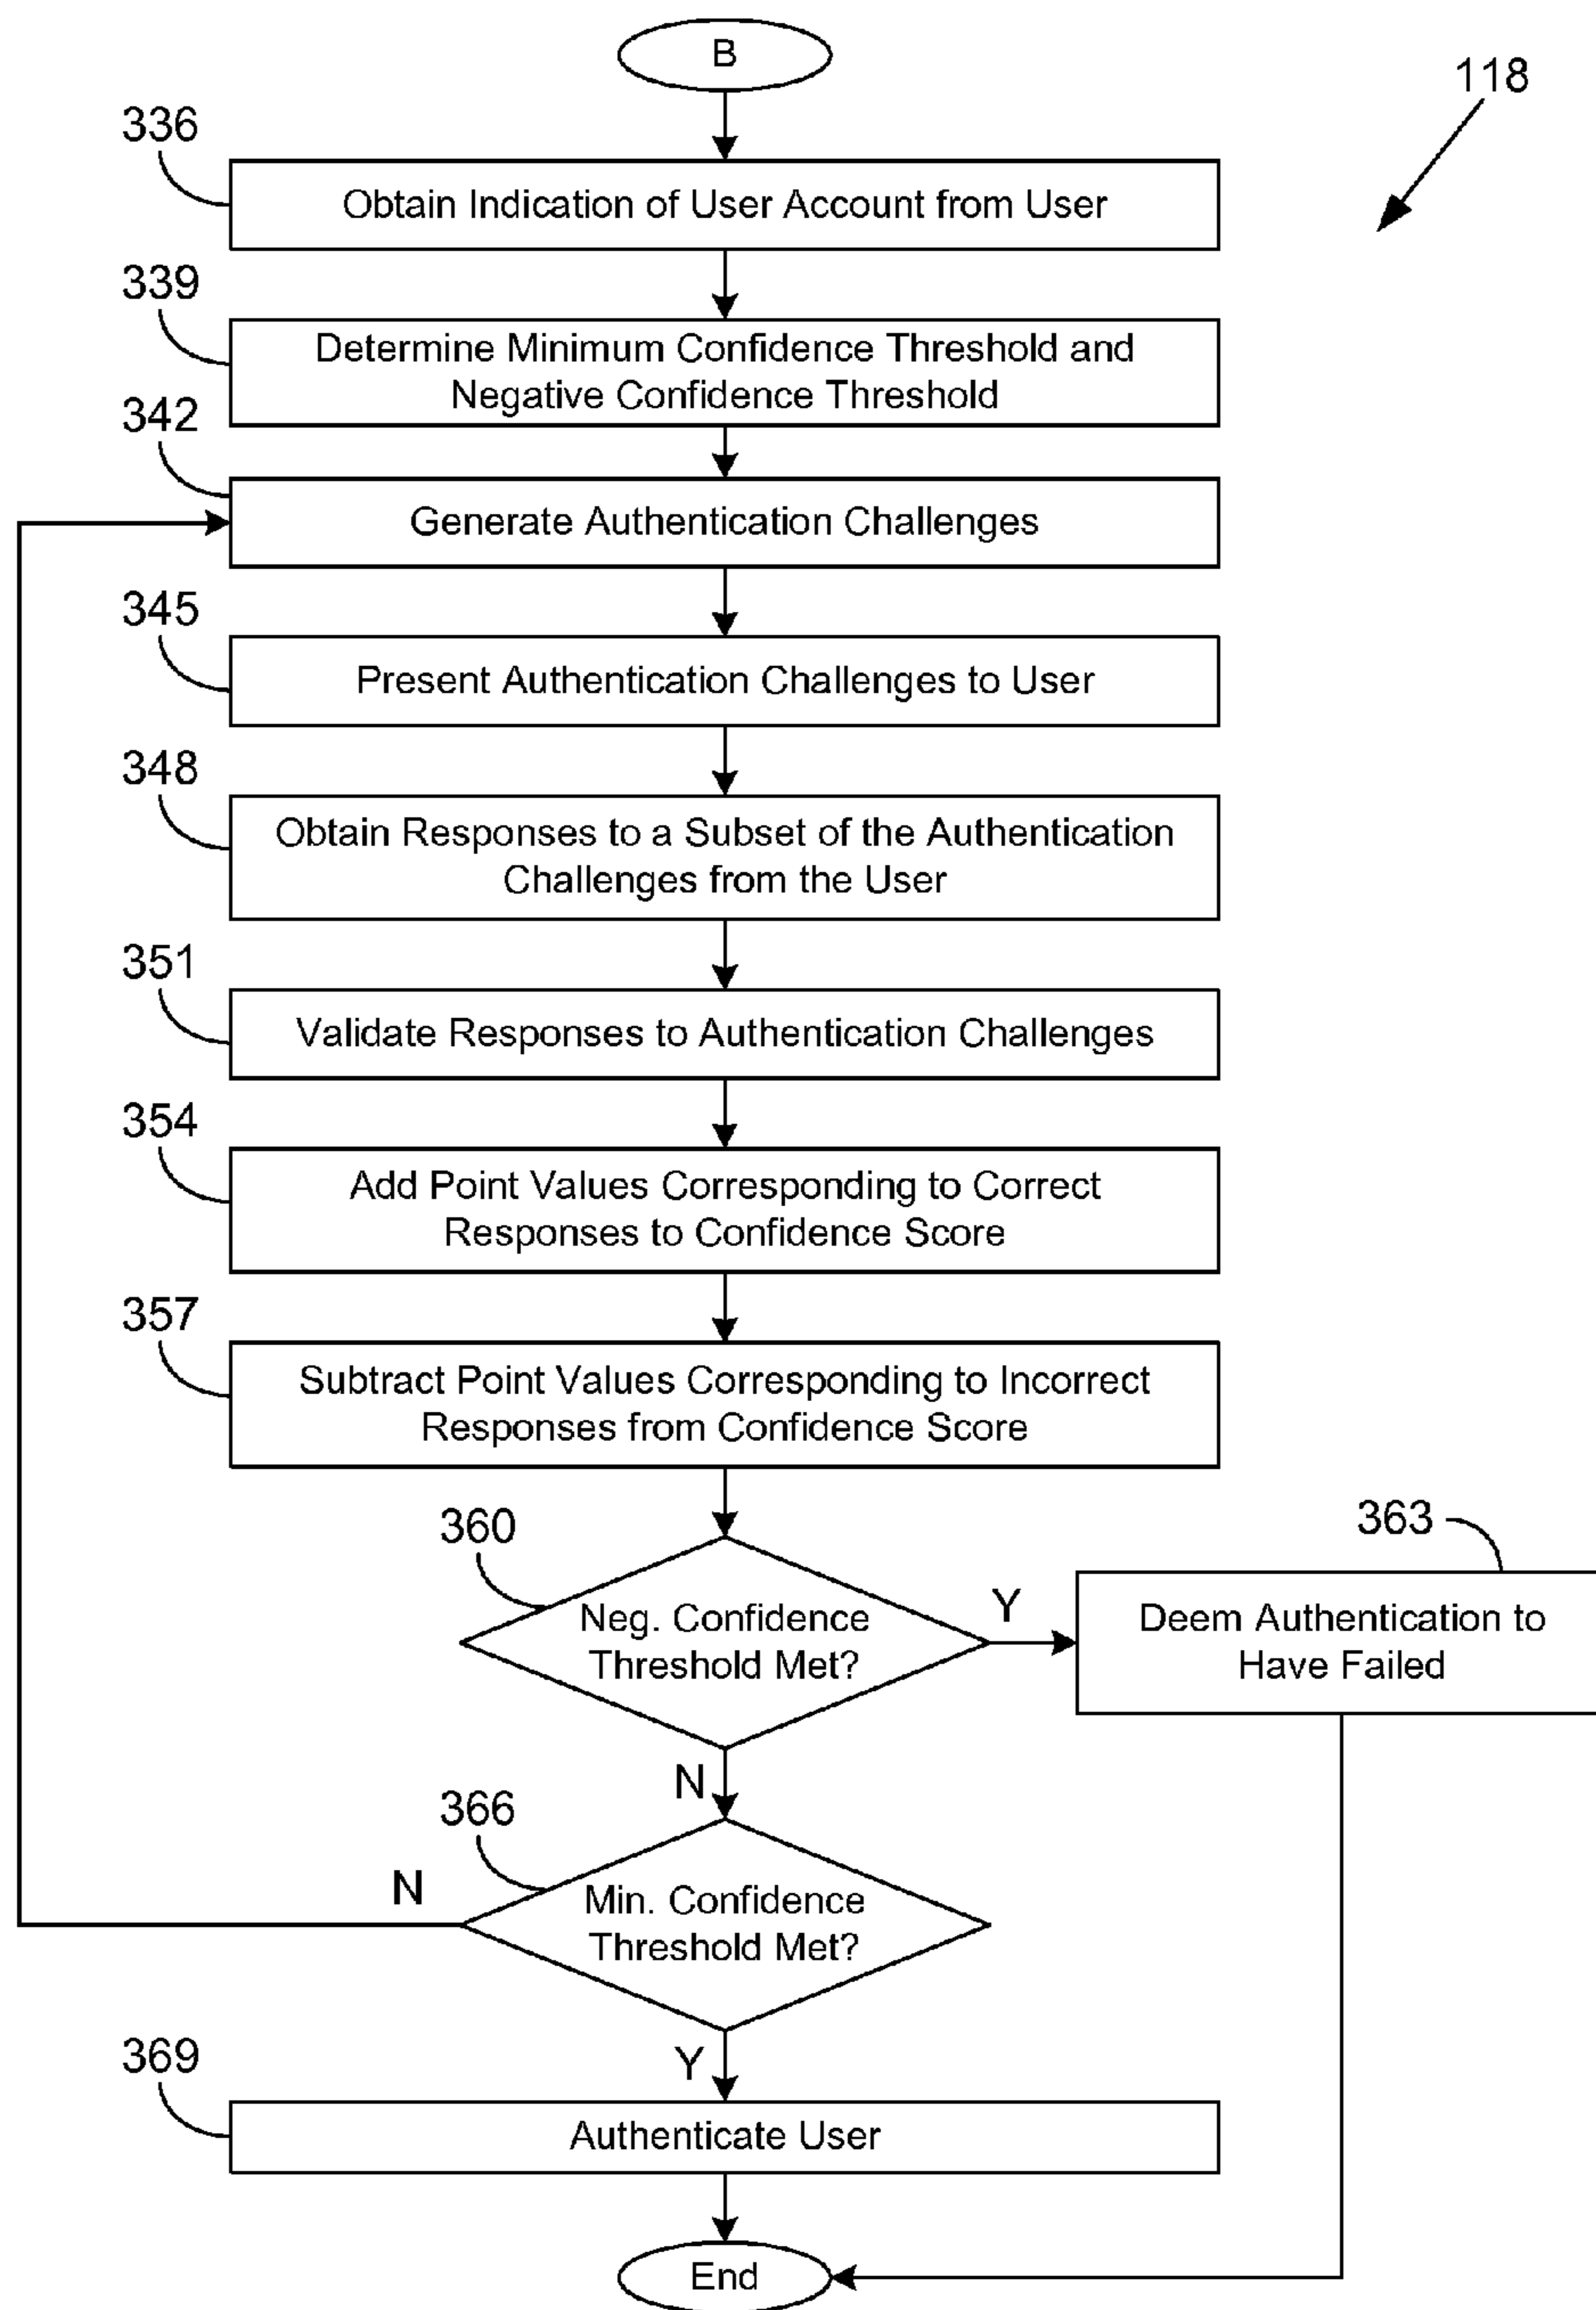 B
118
336
Obtain Indication of User Account from User
339
Determine Minimum Confidence Threshold and
Negative Confidence Threshold
342
Generate Authentication Challenges
345
Present Authentication Challenges to User
348
Obtain Responses to a Subset of the Authentication
Challenges from the User
351
Validate Responses to Authentication Challenges
354
Add Point Values Corresponding to Correct
Responses to Confidence Score
357
Subtract Point Values Corresponding to Incorrect
Responses from Confidence Score
360
Neg. Confidence
Threshold Met?
Y
363
Deem Authentication to
Have Failed
N
366
Min. Confidence
Threshold Met?
N
Y
369
Authenticate User
End